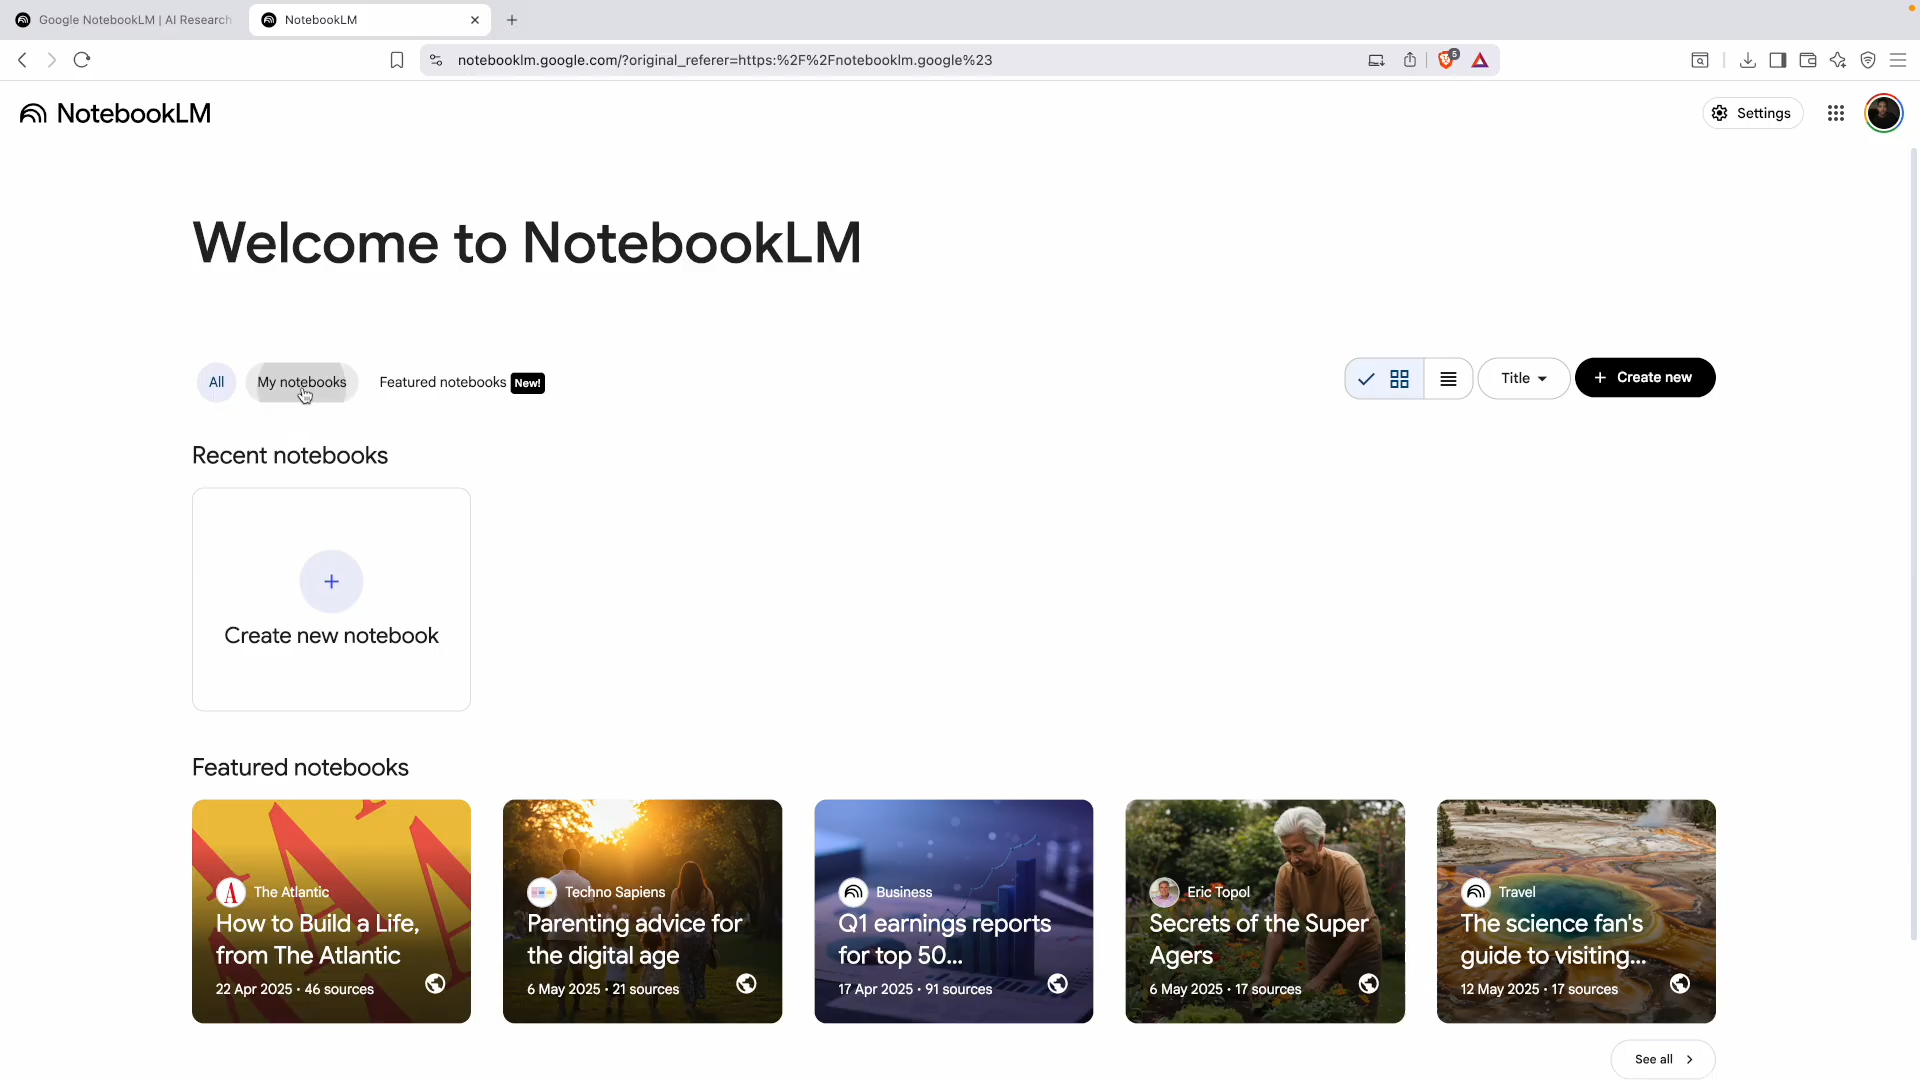 Google NotebookLM | AI Research
NotebookLM
notebooklm.google.com/?original_referer=https:%2F%2Fnotebooklm.google%23
5
NotebookLM
Settings
Welcome to NotebookLM
All
My notebooks
Featured notebooks New!
Title
Create new
Recent notebooks
Create new notebook
Featured notebooks
The Atlantic
How to Build a Life,
from The Atlantic
22 Apr 2025 • 46 sources
Techno Sapiens
Parenting advice for
the digital age
6 May 2025 • 21 sources
Business
Q1 earnings reports
for top 50...
17 Apr 2025 • 91 sources
Eric Topol
Secrets of the Super
Agers
6 May 2025 • 17 sources
Travel
The science fan's
guide to visiting...
12 May 2025 • 17 sources
See all